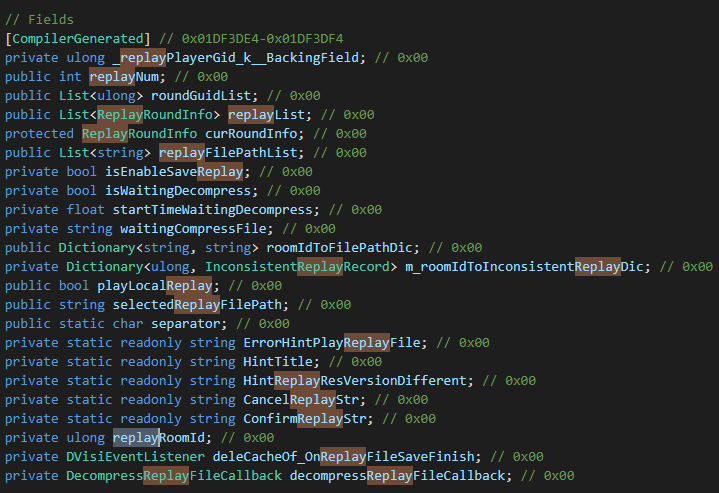 // Fields
[CompilerGenerated] // 0x01DF3DE4-0x01DF3DF4
private ulong _replayPlayerGid_k__BackingField; // 0x00
public int replayNum; // 0x00
public List<ulong> roundGuidList; // 0x00
public List<ReplayRoundInfo> replayList; // 0x00
protected ReplayRoundInfo curRoundInfo; // 0x00
public List<string> replayFilePathList; // 0x00
private bool isEnableSaveReplay; // 0x00
private bool isWaitingDecompress; // 0x00
private float startTimeWaitingDecompress; // 0x00
private string waitingCompressFile; // 0x00
public Dictionary<string, string> roomIdToFilePathDic; // 0x00
private Dictionary<ulong, InconsistentReplayRecord> m_roomIdToInconsistentReplayDic; // 0x00
public bool playLocalReplay; // 0x00
public string selectedReplayFilePath; // 0x00
public static char separator; // 0x00
private static readonly string ErrorHintPlayReplayFile; // 0x00
private static readonly string HintTitle; // 0x00
private static readonly string HintReplayResVersionDifferent; // 0x00
private static readonly string CancelReplayStr; // 0x00
private static readonly string ConfirmReplayStr; // 0x00
private ulong replayRoomId; // 0x00
private DVisiEventListener deleCacheOf_OnReplayFileSaveFinish; // 0x00
private DecompressReplayFileCallback decompressReplayFileCallback; // 0x00